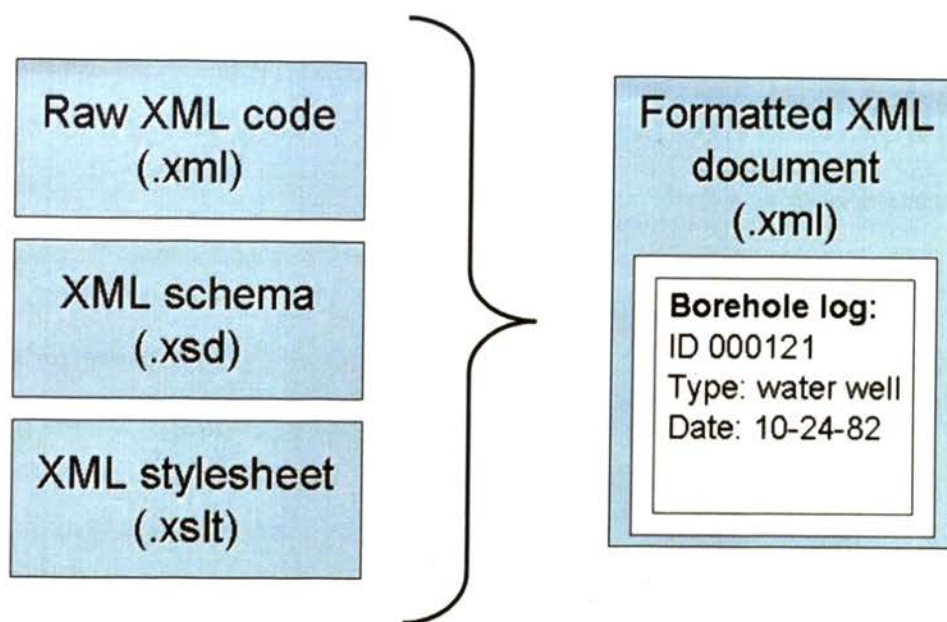 Raw XML code
(.xml)
XML schema
(.xsd)
XML stylesheet
(.xslt)
Formatted XML
document
(.xml)
Borehole log:
ID 000121
Type: water well
Date: 10-24-82